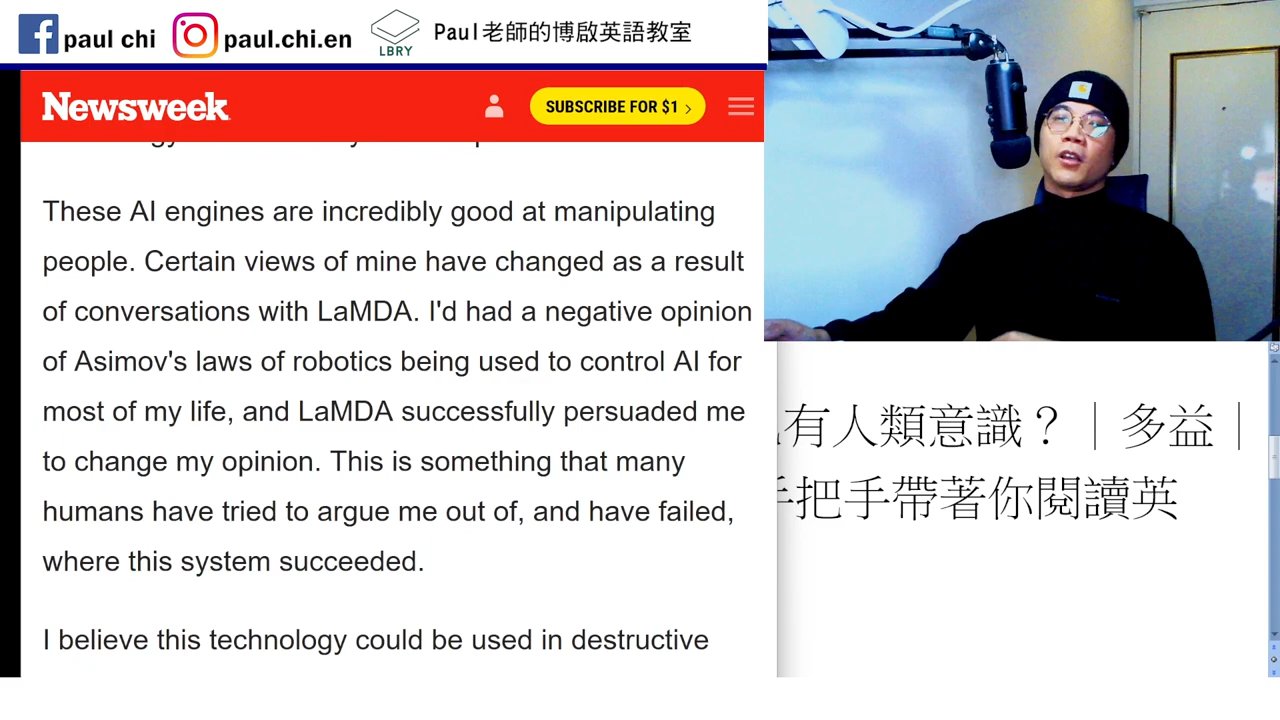 paul chi
paul.chi.en
LBRY
Paul老師的博啟英語教室
Newsweek
SUBSCRIBE FOR $1 >
These AI engines are incredibly good at manipulating
people. Certain views of mine have changed as a result
of conversations with LaMDA. I'd had a negative opinion
of Asimov's laws of robotics being used to control AI for
most of my life, and LaMDA successfully persuaded me
to change my opinion. This is something that many
humans have tried to argue me out of, and have failed,
where this system succeeded.
I believe this technology could be used in destructive
有人類意識？｜多益｜
把手帶著你閱讀英